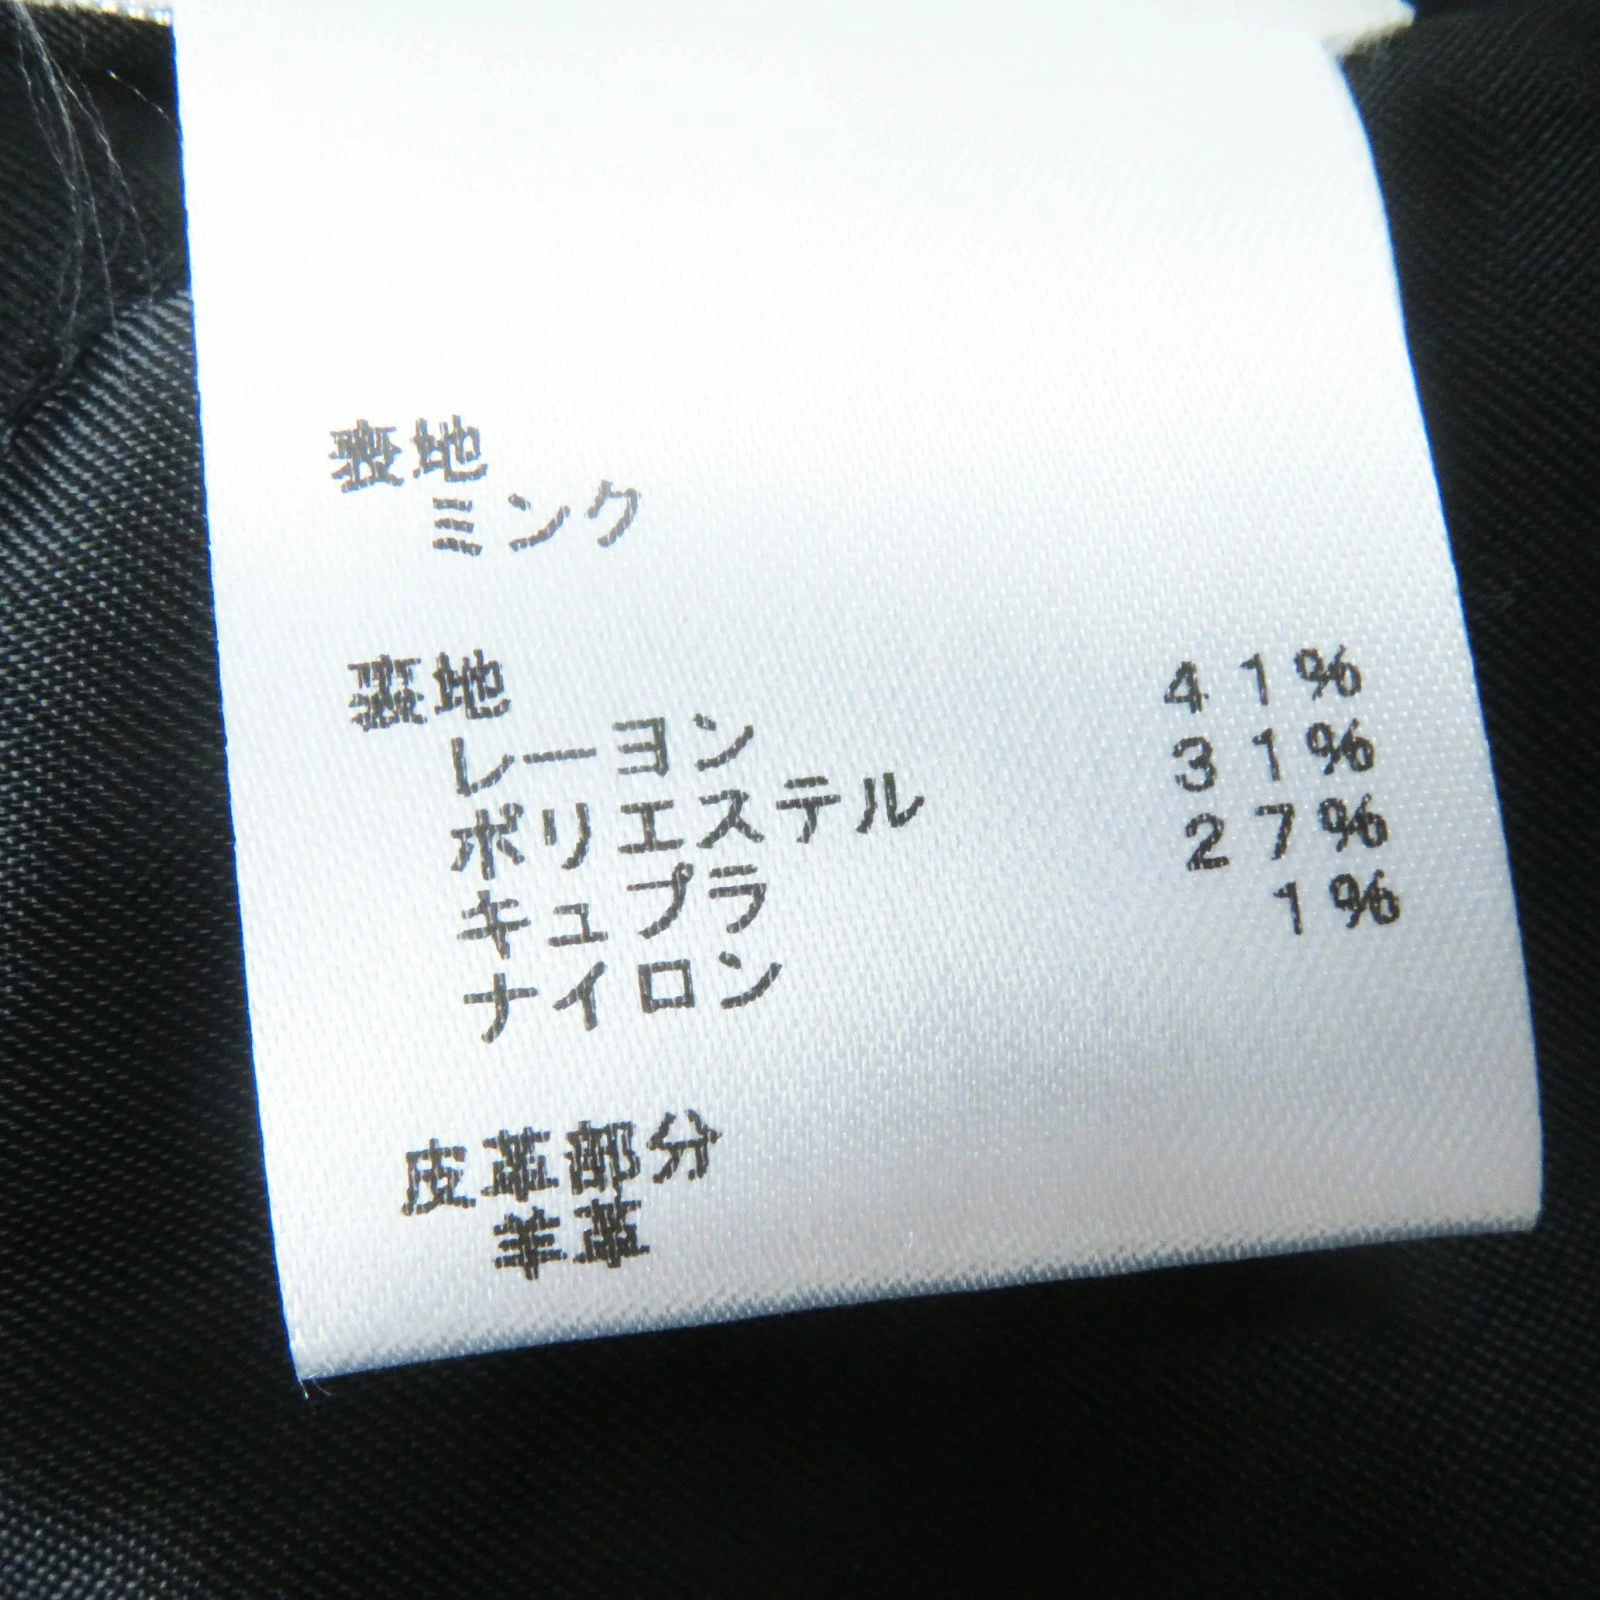 表地
ミンク
裏地
レーヨン 41%
ポリエステル 31%
キュプラ 27%
ナイロン 1%
皮革部分
羊革